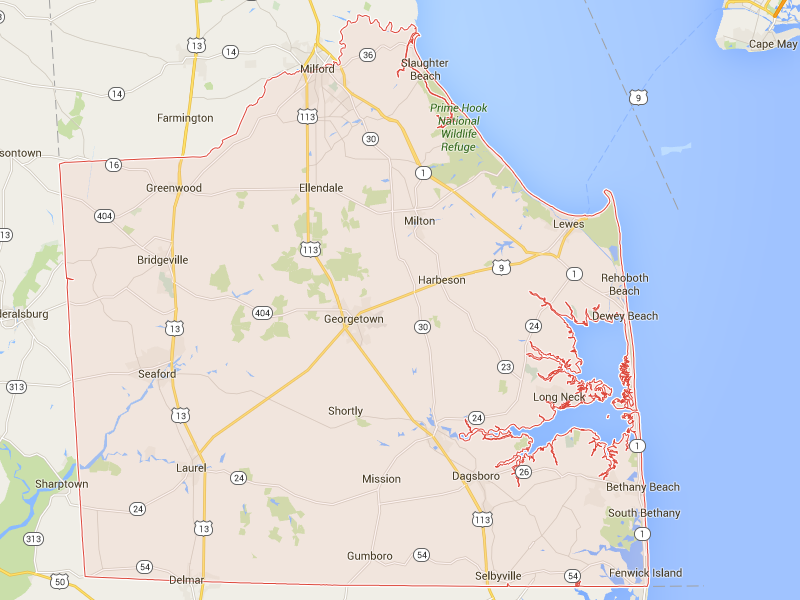 Cape May
13
14
36
Milford
Slaughter
Beach
14
9
Prime Hook
National
Wildlife
Refuge
Farmington
113
30
sontown
16
1
Greenwood
Ellendale
404
Milton
Lewes
13
113
Bridgeville
9
1
Harbeson
Rehoboth
Beach
deralsburg
404
Georgetown
Dewey Beach
13
30
24
23
Seaford
313
Long Neck
13
Shortly
24
1
Laurel
24
Mission
Dagsboro
26
Sharptown
Bethany Beach
24
113
South Bethany
13
313
1
54
Gumboro
54
50
Delmar
Selbyville
54
Fenwick Island